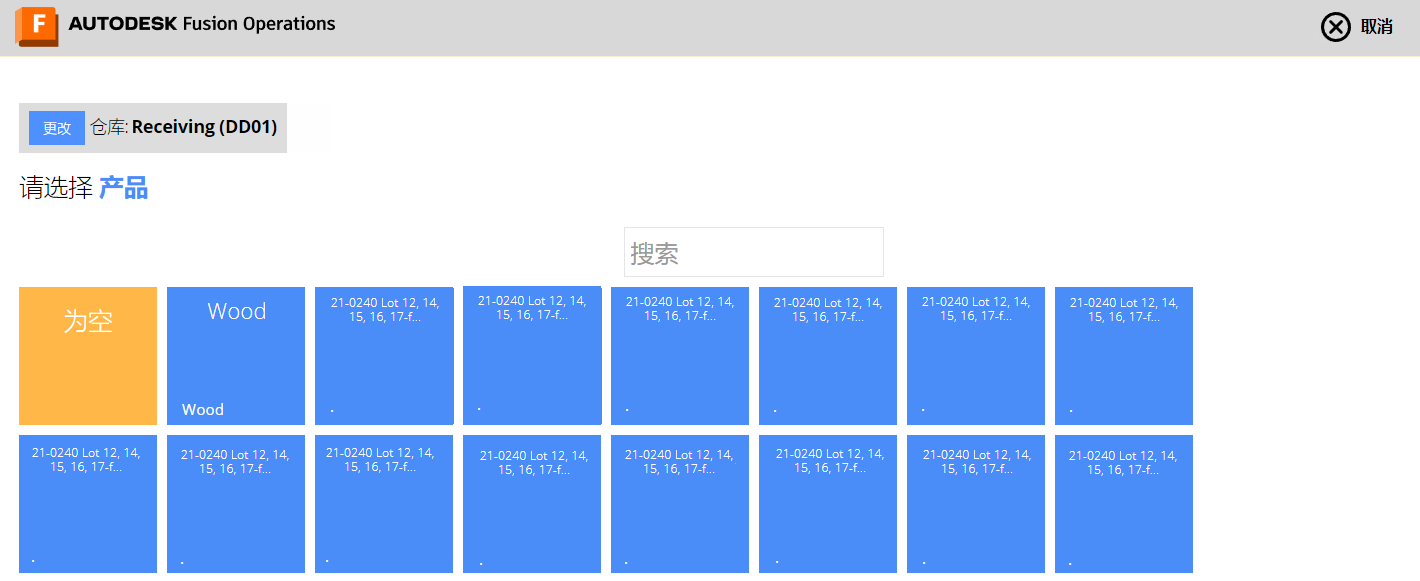 F AUTODESK Fusion Operations
取消
更改 仓库: Receiving (DD01)
请选择 产品
搜索
为空
Wood
Wood
21-0240 Lot 12, 14,
15, 16, 17-f...
.
21-0240 Lot 12, 14,
15, 16, 17-f...
.
21-0240 Lot 12, 14,
15, 16, 17-f...
.
21-0240 Lot 12, 14,
15, 16, 17-f...
.
21-0240 Lot 12, 14,
15, 16, 17-f...
.
21-0240 Lot 12, 14,
15, 16, 17-f...
.
21-0240 Lot 12, 14,
15, 16, 17-f...
.
21-0240 Lot 12, 14,
15, 16, 17-f...
.
21-0240 Lot 12, 14,
15, 16, 17-f...
.
21-0240 Lot 12, 14,
15, 16, 17-f...
.
21-0240 Lot 12, 14,
15, 16, 17-f...
.
21-0240 Lot 12, 14,
15, 16, 17-f...
.
21-0240 Lot 12, 14,
15, 16, 17-f...
.
21-0240 Lot 12, 14,
15, 16, 17-f...
.